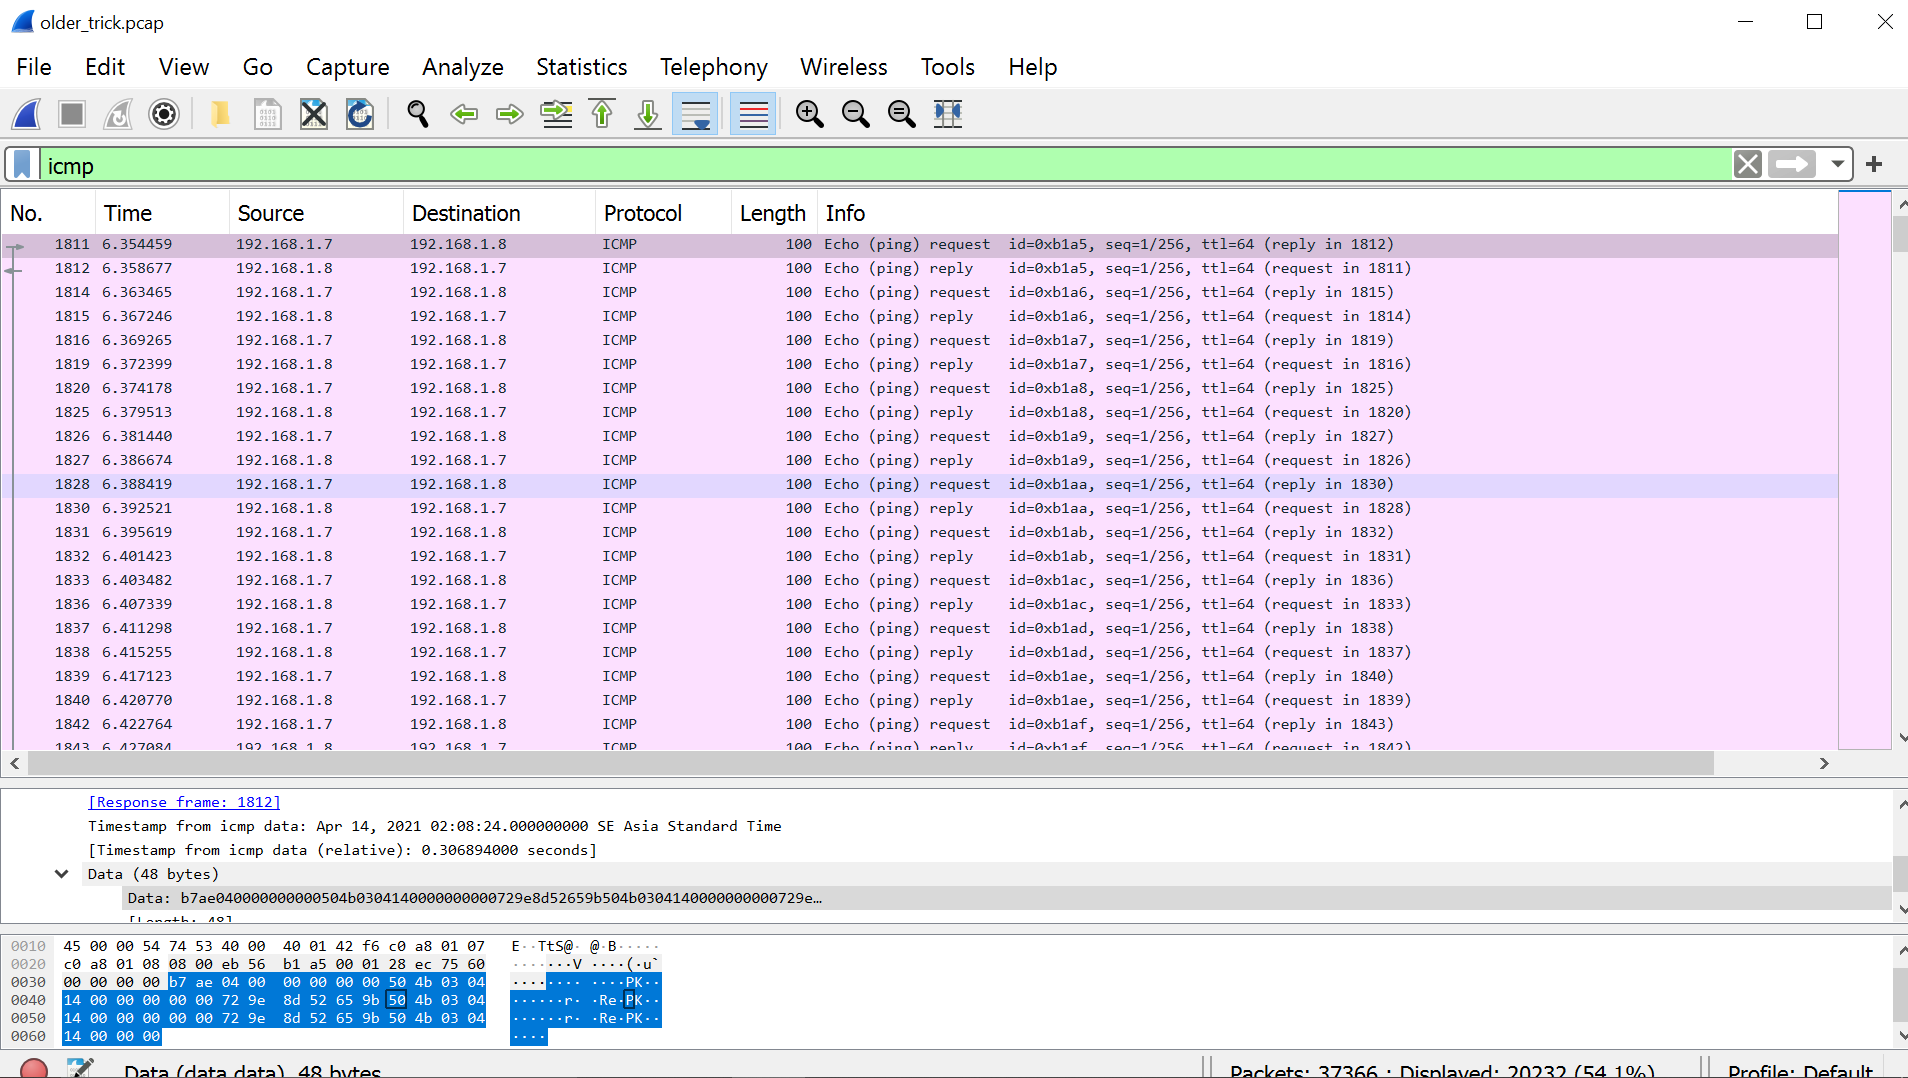 older_trick.pcap
File Edit View Go Capture Analyze Statistics Telephony Wireless Tools Help
icmp
No. Time Source Destination Protocol Length Info
1811 6.354459 192.168.1.7 192.168.1.8 ICMP 100 Echo (ping) request id=0xb1a5, seq=1/256, ttl=64 (reply in 1812)
1812 6.358677 192.168.1.8 192.168.1.7 ICMP 100 Echo (ping) reply id=0xb1a5, seq=1/256, ttl=64 (request in 1811)
1814 6.363465 192.168.1.7 192.168.1.8 ICMP 100 Echo (ping) request id=0xb1a6, seq=1/256, ttl=64 (reply in 1815)
1815 6.367246 192.168.1.8 192.168.1.7 ICMP 100 Echo (ping) reply id=0xb1a6, seq=1/256, ttl=64 (request in 1814)
1816 6.369265 192.168.1.7 192.168.1.8 ICMP 100 Echo (ping) request id=0xb1a7, seq=1/256, ttl=64 (reply in 1819)
1819 6.372399 192.168.1.8 192.168.1.7 ICMP 100 Echo (ping) reply id=0xb1a7, seq=1/256, ttl=64 (request in 1816)
1820 6.374178 192.168.1.7 192.168.1.8 ICMP 100 Echo (ping) request id=0xb1a8, seq=1/256, ttl=64 (reply in 1825)
1825 6.379513 192.168.1.8 192.168.1.7 ICMP 100 Echo (ping) reply id=0xb1a8, seq=1/256, ttl=64 (request in 1820)
1826 6.381440 192.168.1.7 192.168.1.8 ICMP 100 Echo (ping) request id=0xb1a9, seq=1/256, ttl=64 (reply in 1827)
1827 6.386674 192.168.1.8 192.168.1.7 ICMP 100 Echo (ping) reply id=0xb1a9, seq=1/256, ttl=64 (request in 1826)
1828 6.388419 192.168.1.7 192.168.1.8 ICMP 100 Echo (ping) request id=0xb1aa, seq=1/256, ttl=64 (reply in 1830)
1830 6.392521 192.168.1.8 192.168.1.7 ICMP 100 Echo (ping) reply id=0xb1aa, seq=1/256, ttl=64 (request in 1828)
1831 6.395619 192.168.1.7 192.168.1.8 ICMP 100 Echo (ping) request id=0xb1ab, seq=1/256, ttl=64 (reply in 1832)
1832 6.401423 192.168.1.8 192.168.1.7 ICMP 100 Echo (ping) reply id=0xb1ab, seq=1/256, ttl=64 (request in 1831)
1833 6.403482 192.168.1.7 192.168.1.8 ICMP 100 Echo (ping) request id=0xb1ac, seq=1/256, ttl=64 (reply in 1836)
1836 6.407339 192.168.1.8 192.168.1.7 ICMP 100 Echo (ping) reply id=0xb1ac, seq=1/256, ttl=64 (request in 1833)
1837 6.411298 192.168.1.7 192.168.1.8 ICMP 100 Echo (ping) request id=0xb1ad, seq=1/256, ttl=64 (reply in 1838)
1838 6.415255 192.168.1.8 192.168.1.7 ICMP 100 Echo (ping) reply id=0xb1ad, seq=1/256, ttl=64 (request in 1837)
1839 6.417123 192.168.1.7 192.168.1.8 ICMP 100 Echo (ping) request id=0xb1ae, seq=1/256, ttl=64 (reply in 1840)
1840 6.420770 192.168.1.8 192.168.1.7 ICMP 100 Echo (ping) reply id=0xb1ae, seq=1/256, ttl=64 (request in 1839)
1842 6.422764 192.168.1.7 192.168.1.8 ICMP 100 Echo (ping) request id=0xb1af, seq=1/256, ttl=64 (reply in 1843)
1843 6.427084 192.168.1.8 192.168.1.7 ICMP 100 Echo (ping) reply id=0xb1af, seq=1/256, ttl=64 (request in 1842)
[Response frame: 1812]
Timestamp from icmp data: Apr 14, 2021 02:08:24.000000000 SE Asia Standard Time
[Timestamp from icmp data (relative): 0.306894000 seconds]
Data (48 bytes)
Data: b7ae040000000000504b0304140000000000729e8d52659b504b0304140000000000729e…
[Length: 48]
0010 45 00 00 54 74 53 40 00 40 01 42 f6 c0 a8 01 07 E··TtS@· @·B·····
0020 c0 a8 01 08 08 00 eb 56 b1 a5 00 01 28 ec 75 60 ·······V ····(·u`
0030 00 00 00 00 b7 ae 04 00 00 00 00 00 50 4b 03 04 ········ ····PK··
0040 14 00 00 00 00 00 72 9e 8d 52 65 9b 50 4b 03 04 ······r· ·Re·PK··
0050 14 00 00 00 00 00 72 9e 8d 52 65 9b 50 4b 03 04 ······r· ·Re·PK··
0060 14 00 00 00 ····
Data (data.data), 48 bytes Packets: 37366 · Displayed: 20232 (54.1%) Profile: Default